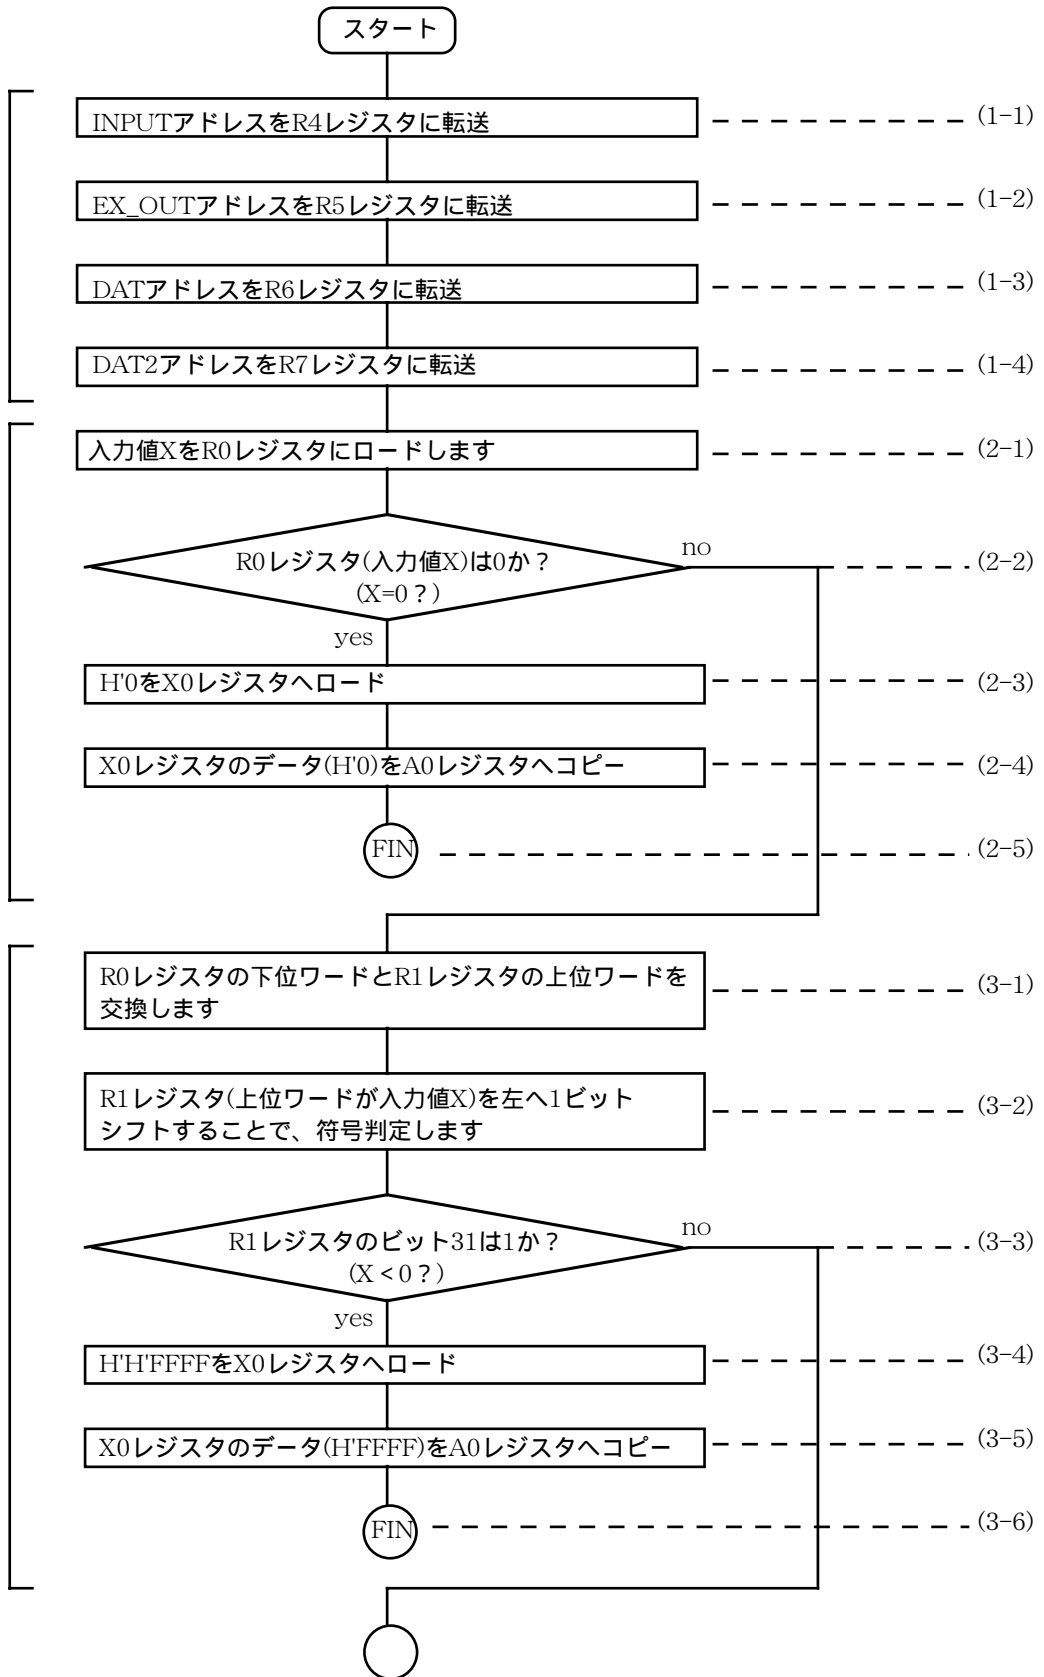 スタート
INPUTアドレスをR4レジスタに転送
(1-1)
EX_OUTアドレスをR5レジスタに転送
(1-2)
DATアドレスをR6レジスタに転送
(1-3)
DAT2アドレスをR7レジスタに転送
(1-4)
入力値XをR0レジスタにロードします
(2-1)
R0レジスタ(入力値X)は0か？
(X=0？)
no
(2-2)
yes
H'0をX0レジスタへロード
(2-3)
X0レジスタのデータ(H'0)をA0レジスタへコピー
(2-4)
FIN
(2-5)
R0レジスタの下位ワードとR1レジスタの上位ワードを
交換します
(3-1)
R1レジスタ(上位ワードが入力値X)を左へ1ビット
シフトすることで、符号判定します
(3-2)
R1レジスタのビット31は1か？
(X＜0？)
no
(3-3)
yes
H'H'FFFFをX0レジスタへロード
(3-4)
X0レジスタのデータ(H'FFFF)をA0レジスタへコピー
(3-5)
FIN
(3-6)